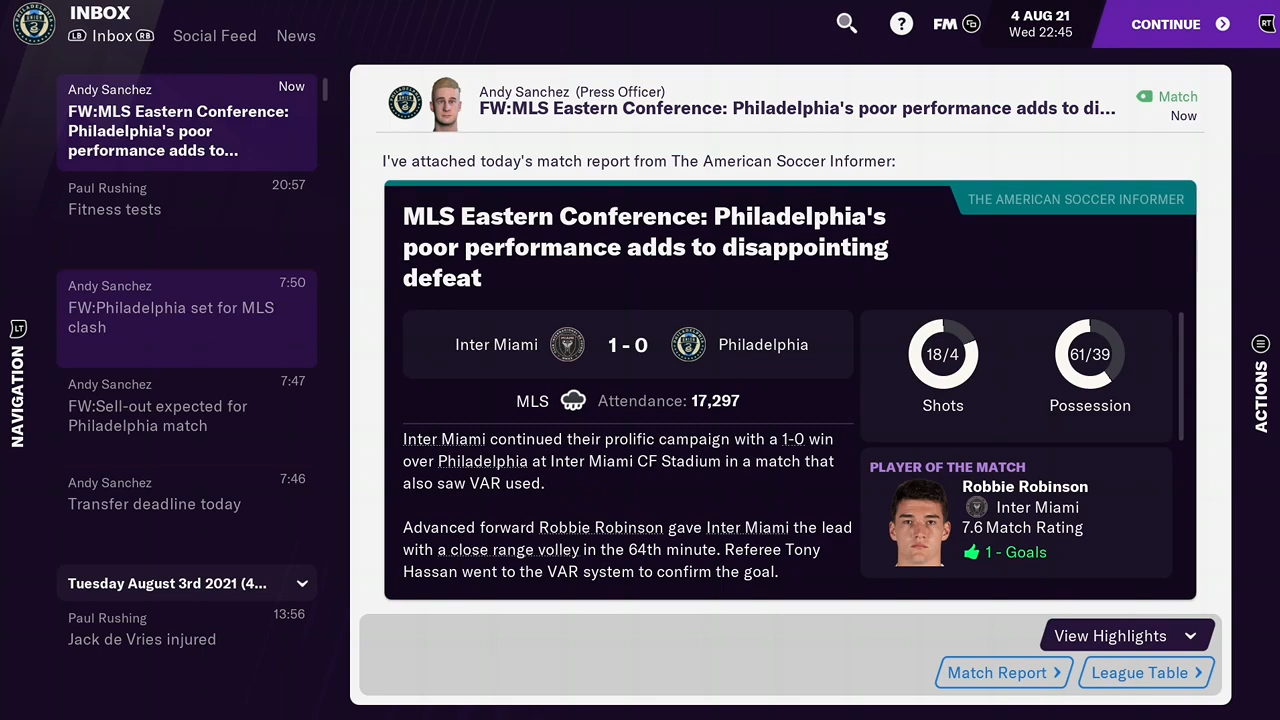 INBOX
LB Inbox RB Social Feed News
? FM
4 AUG 21
Wed 22:45
CONTINUE RT
Andy Sanchez Now
FW:MLS Eastern Conference:
Philadelphia's poor
performance adds to...
Paul Rushing 20:57
Fitness tests
Andy Sanchez 7:50
FW:Philadelphia set for MLS
clash
Andy Sanchez 7:47
FW:Sell-out expected for
Philadelphia match
Andy Sanchez 7:46
Transfer deadline today
Tuesday August 3rd 2021 (4...
Paul Rushing 13:56
Jack de Vries injured
NAVIGATION LT
Andy Sanchez (Press Officer)
FW:MLS Eastern Conference: Philadelphia's poor performance adds to di...
Match
Now
I've attached today's match report from The American Soccer Informer:
THE AMERICAN SOCCER INFORMER
MLS Eastern Conference: Philadelphia's
poor performance adds to disappointing
defeat
Inter Miami 1 - 0 Philadelphia
MLS Attendance: 17,297
Inter Miami continued their prolific campaign with a 1-0 win
over Philadelphia at Inter Miami CF Stadium in a match that
also saw VAR used.
Advanced forward Robbie Robinson gave Inter Miami the lead
with a close range volley in the 64th minute. Referee Tony
Hassan went to the VAR system to confirm the goal.
18/4
Shots
61/39
Possession
PLAYER OF THE MATCH
Robbie Robinson
Inter Miami
7.6 Match Rating
1 - Goals
View Highlights
Match Report
League Table
ACTIONS